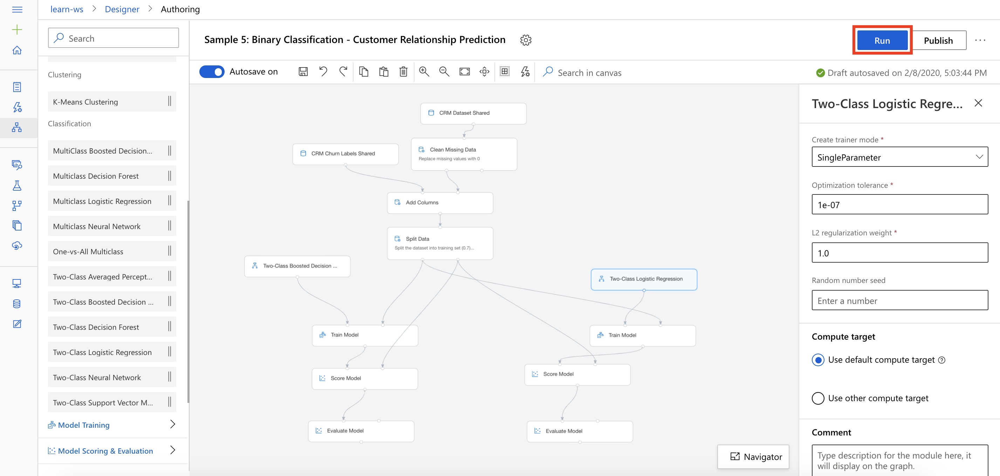 learn-ws > Designer > Authoring
Search
Sample 5: Binary Classification - Customer Relationship Prediction
Run
Publish
Autosave on
Search in canvas
Draft autosaved on 2/8/2020, 5:03:44 PM
Clustering
K-Means Clustering
Classification
MultiClass Boosted Decision...
Multiclass Decision Forest
Multiclass Logistic Regression
Multiclass Neural Network
One-vs-All Multiclass
Two-Class Averaged Percept...
Two-Class Boosted Decision ...
Two-Class Decision Forest
Two-Class Logistic Regression
Two-Class Neural Network
Two-Class Support Vector M...
Model Training
Model Scoring & Evaluation
CRM Dataset Shared
CRM Churn Labels Shared
Clean Missing Data
Replace missing values with 0
Add Columns
Split Data
Split the dataset into training set (0.7)...
Two-Class Boosted Decision ...
Two-Class Logistic Regression
Train Model
Train Model
Score Model
Score Model
Evaluate Model
Evaluate Model
Navigator
Two-Class Logistic Regre...
Create trainer mode *
SingleParameter
Optimization tolerance *
1e-07
L2 regularization weight *
1.0
Random number seed
Enter a number
Compute target
Use default compute target
Use other compute target
Comment
Type description for the module here, it
will display on the graph.